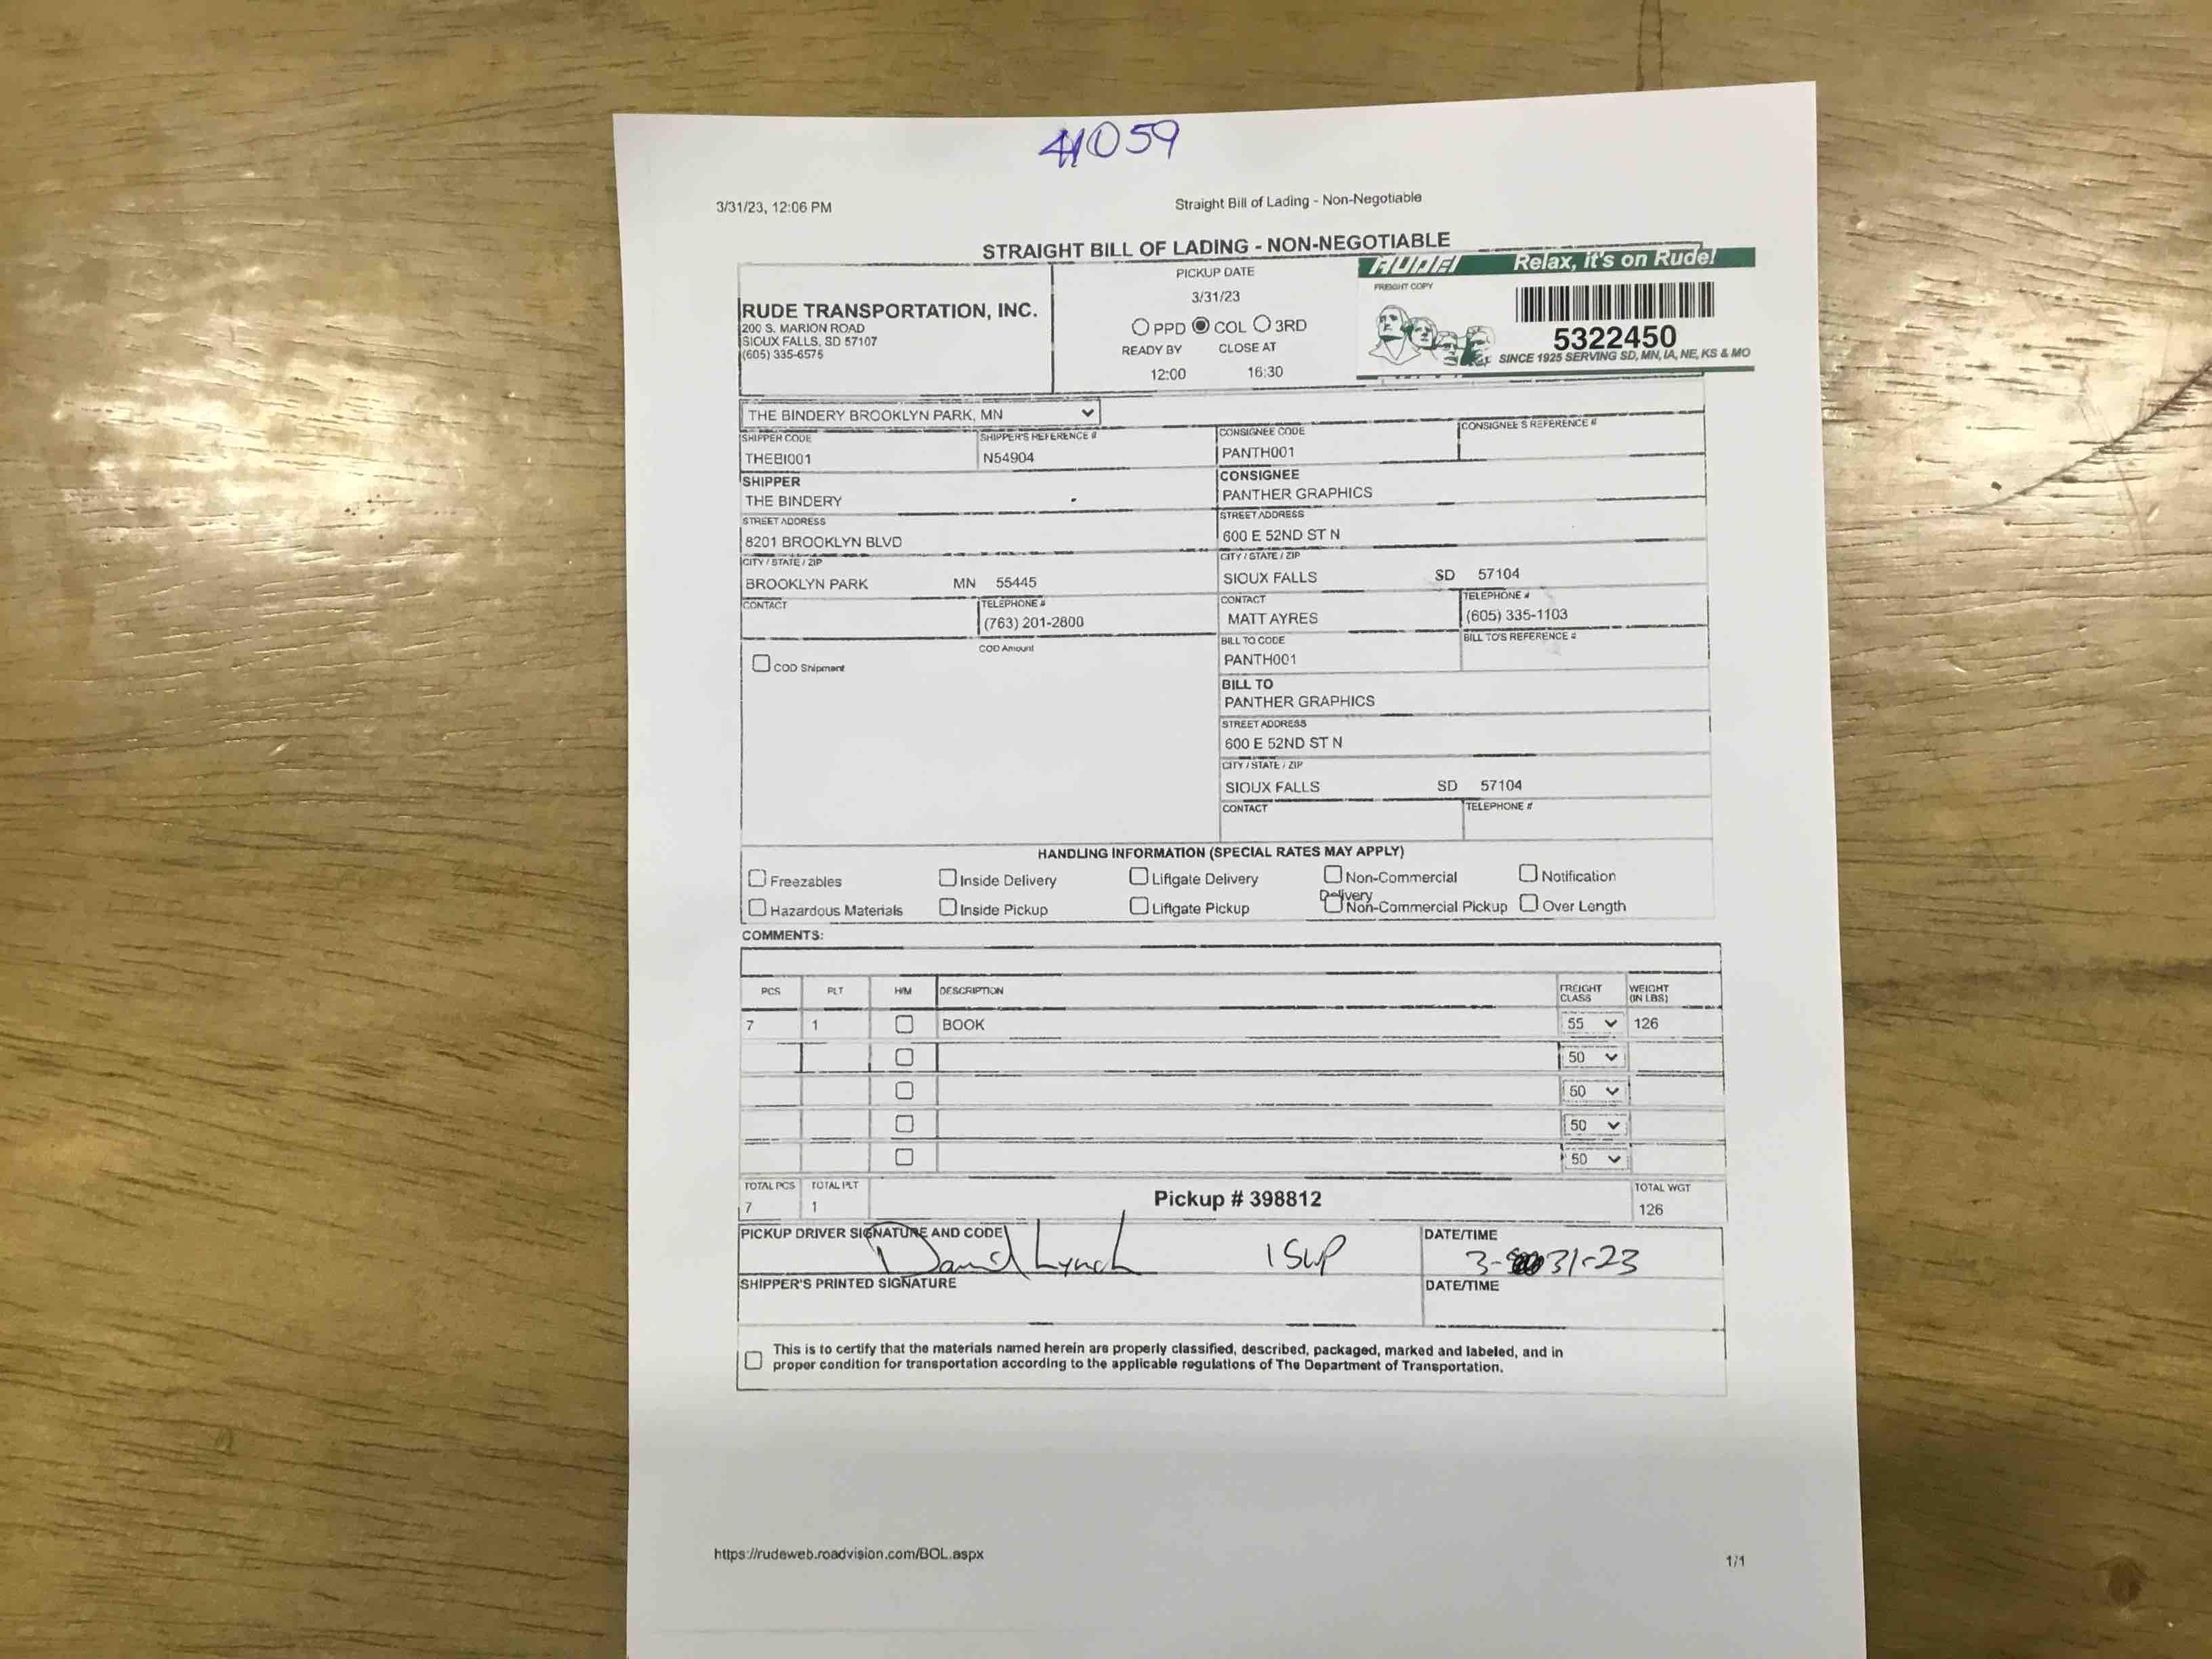 41059
3/31/23, 12:06 PM
Straight Bill of Lading - Non-Negotiable
STRAIGHT BILL OF LADING - NON-NEGOTIABLE
RUDE TRANSPORTATION, INC.
200 S. MARION ROAD
SIOUX FALLS, SD 57107
(605) 335-6575
PICKUP DATE
3/31/23
PPD COL 3RD
READY BY CLOSE AT
12:00 16:30
RUDE! Relax, it's on Rude!
FREIGHT COPY
5322450
SINCE 1925 SERVING SD, MN, IA, NE, KS & MO
THE BINDERY BROOKLYN PARK, MN
SHIPPER CODE SHIPPER'S REFERENCE #
THEBI001 N54904
SHIPPER
THE BINDERY
STREET ADDRESS
8201 BROOKLYN BLVD
CITY / STATE / ZIP
BROOKLYN PARK MN 55445
CONTACT TELEPHONE #
(763) 201-2800
COD Amount
COD Shipment
CONSIGNEE CODE CONSIGNEE'S REFERENCE #
PANTH001
CONSIGNEE
PANTHER GRAPHICS
STREET ADDRESS
600 E 52ND ST N
CITY / STATE / ZIP
SIOUX FALLS SD 57104
CONTACT TELEPHONE #
MATT AYRES (605) 335-1103
BILL TO CODE BILL TO'S REFERENCE #
PANTH001
BILL TO
PANTHER GRAPHICS
STREET ADDRESS
600 E 52ND ST N
CITY / STATE / ZIP
SIOUX FALLS SD 57104
CONTACT TELEPHONE #
HANDLING INFORMATION (SPECIAL RATES MAY APPLY)
Freezables Inside Delivery Liftgate Delivery Non-Commercial Delivery Notification
Hazardous Materials Inside Pickup Liftgate Pickup Non-Commercial Pickup Over Length
COMMENTS:
PCS PLT H/M DESCRIPTION FREIGHT CLASS WEIGHT (IN LBS)
7 1 BOOK 55 126
50
50
50
50
TOTAL PCS TOTAL PLT Pickup # 398812 TOTAL WGT
7 1 126
PICKUP DRIVER SIGNATURE AND CODE DATE/TIME
David Lynch 3-31-23
SHIPPER'S PRINTED SIGNATURE DATE/TIME
This is to certify that the materials named herein are properly classified, described, packaged, marked and labeled, and in
proper condition for transportation according to the applicable regulations of The Department of Transportation.
https://rudeweb.roadvision.com/BOL.aspx 1/1